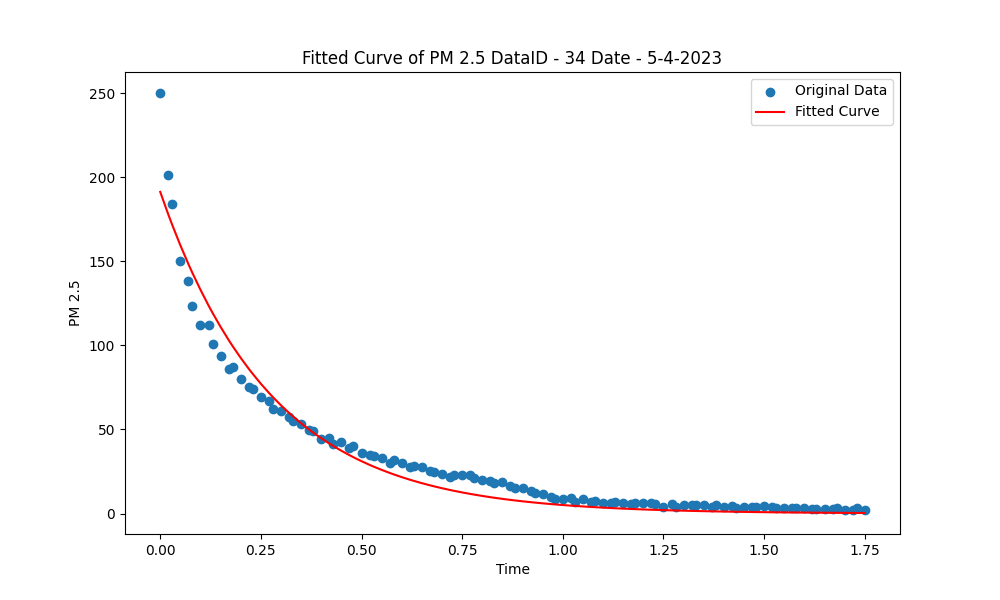 Fitted Curve of PM 2.5 DataID - 34 Date - 5-4-2023
Original Data
Fitted Curve
250
200
150
100
50
0
PM 2.5
0.00 0.25 0.50 0.75 1.00 1.25 1.50 1.75
Time